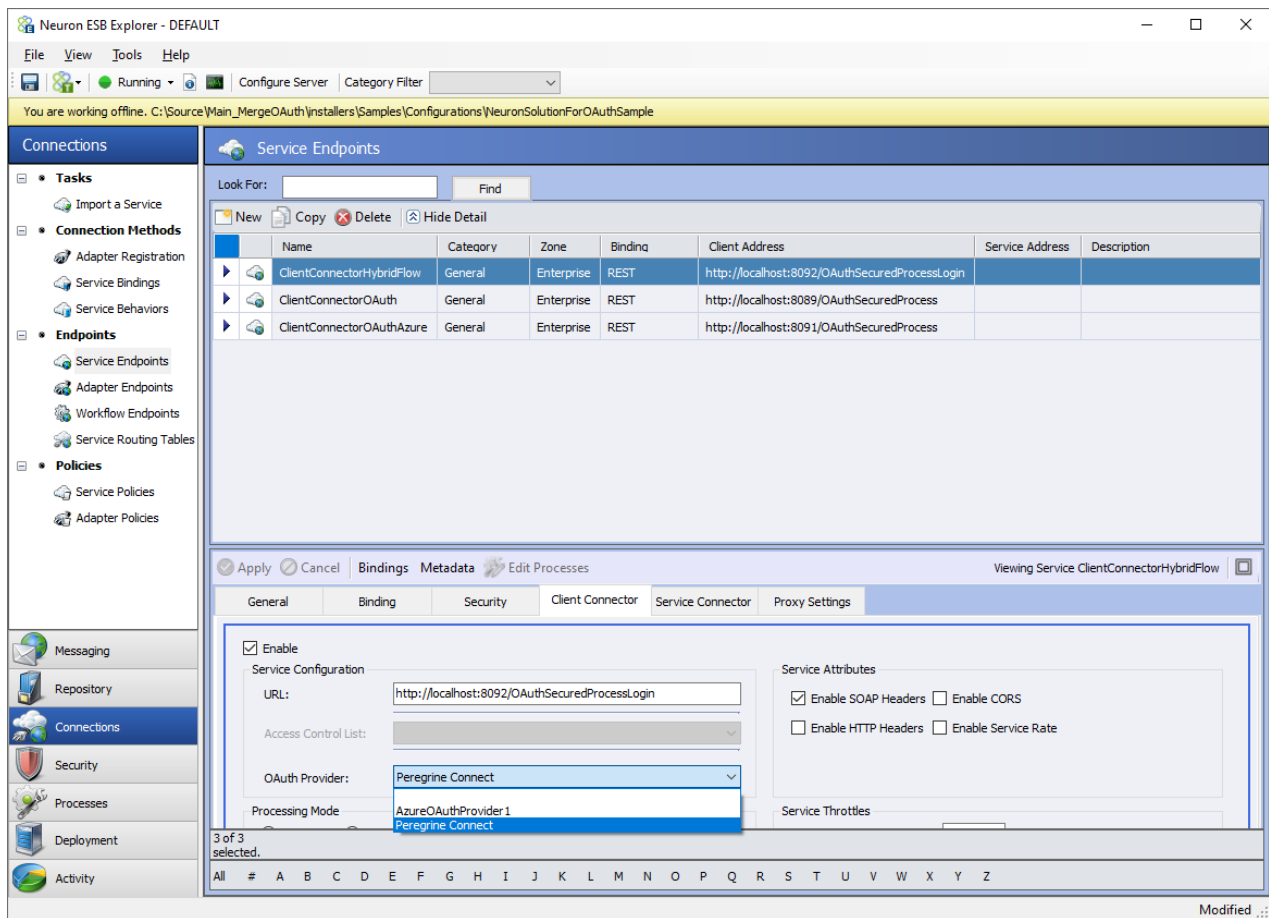 Neuron ESB Explorer - DEFAULT
File View Tools Help
Running Configure Server Category Filter
You are working offline. C:\Source\Main_MergeOAuth\installers\Samples\Configurations\NeuronSolutionForOAuthSample
Connections
Tasks
Import a Service
Connection Methods
Adapter Registration
Service Bindings
Service Behaviors
Endpoints
Service Endpoints
Adapter Endpoints
Workflow Endpoints
Service Routing Tables
Policies
Service Policies
Adapter Policies
Messaging
Repository
Connections
Security
Processes
Deployment
Activity
Service Endpoints
Look For: Find
New Copy Delete Hide Detail
Name Category Zone Binding Client Address Service Address Description
ClientConnectorHybridFlow General Enterprise REST http://localhost:8092/OAuthSecuredProcessLogin
ClientConnectorOAuth General Enterprise REST http://localhost:8089/OAuthSecuredProcess
ClientConnectorOAuthAzure General Enterprise REST http://localhost:8091/OAuthSecuredProcess
Apply Cancel Bindings Metadata Edit Processes Viewing Service ClientConnectorHybridFlow
General Binding Security Client Connector Service Connector Proxy Settings
Enable
Service Configuration
URL: http://localhost:8092/OAuthSecuredProcessLogin
Access Control List:
OAuth Provider: Peregrine Connect
AzureOAuthProvider1
Peregrine Connect
Processing Mode
Service Attributes
Enable SOAP Headers Enable CORS
Enable HTTP Headers Enable Service Rate
Service Throttles
3 of 3
selected.
All # A B C D E F G H I J K L M N O P Q R S T U V W X Y Z
Modified